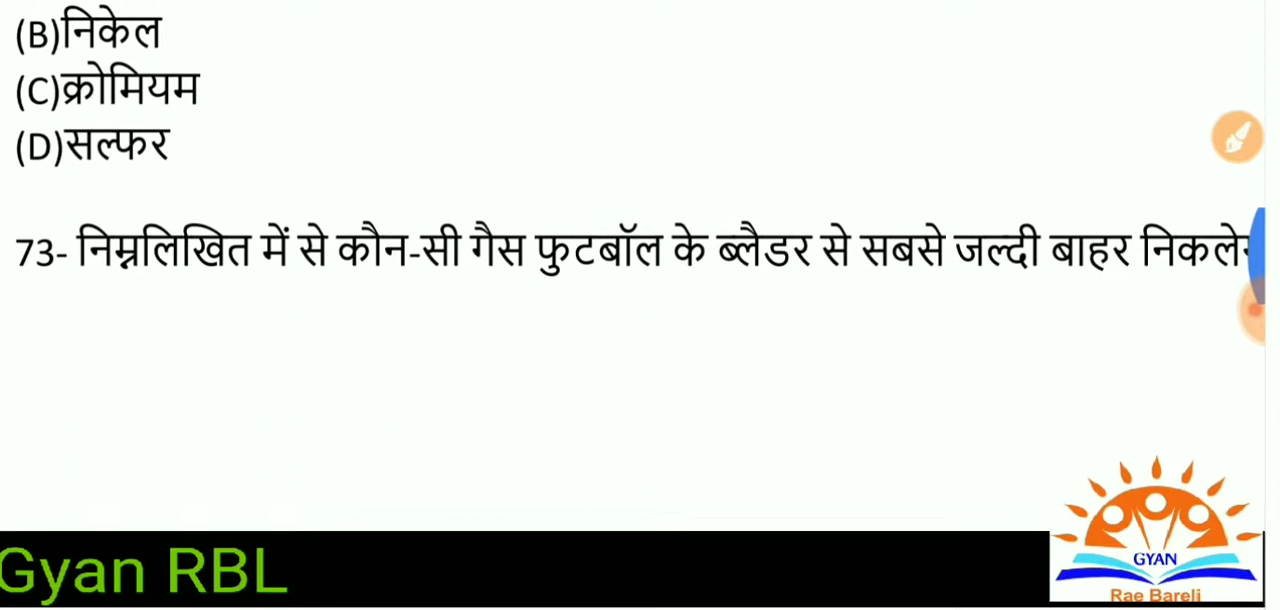 (B)निकेल
(C)क्रोमियम
(D)सल्फर
73- निम्नलिखित में से कौन-सी गैस फुटबॉल के ब्लैडर से सबसे जल्दी बाहर
Gyan RBL
GYAN
Rae Bareli